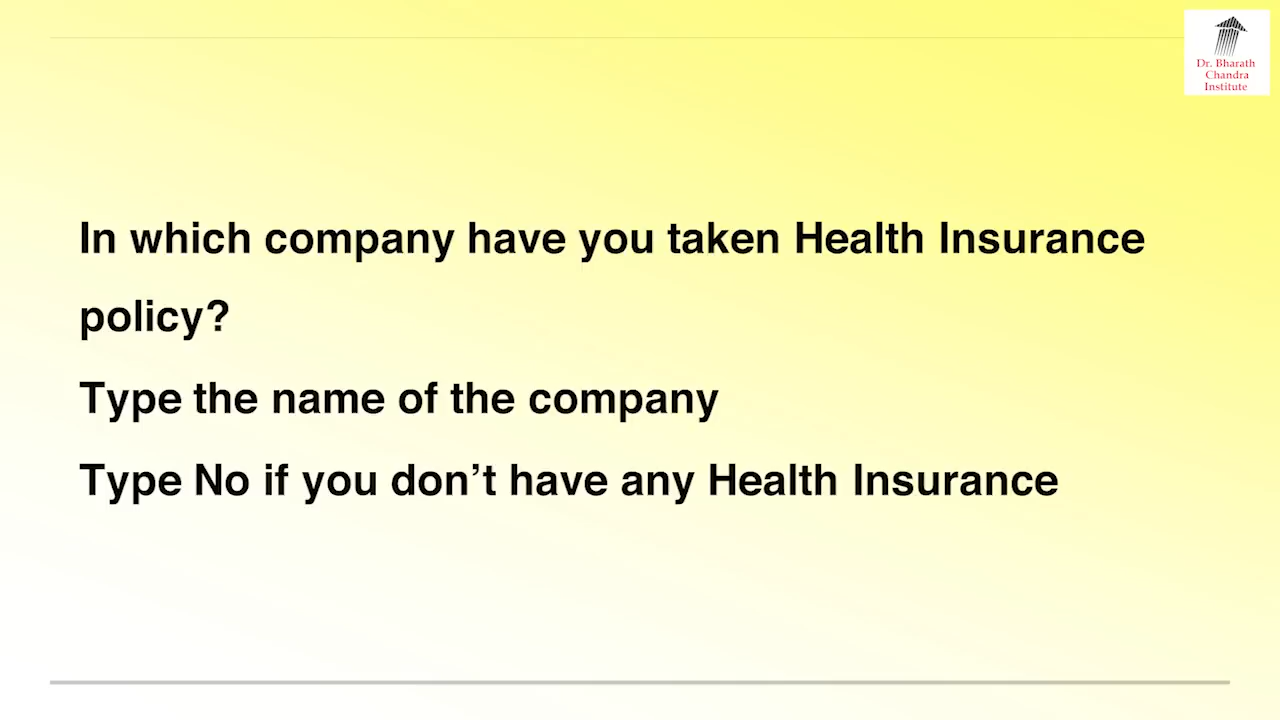 Dr. Bharath
Chandra
Institute
In which company have you taken Health Insurance
policy?
Type the name of the company
Type No if you don’t have any Health Insurance